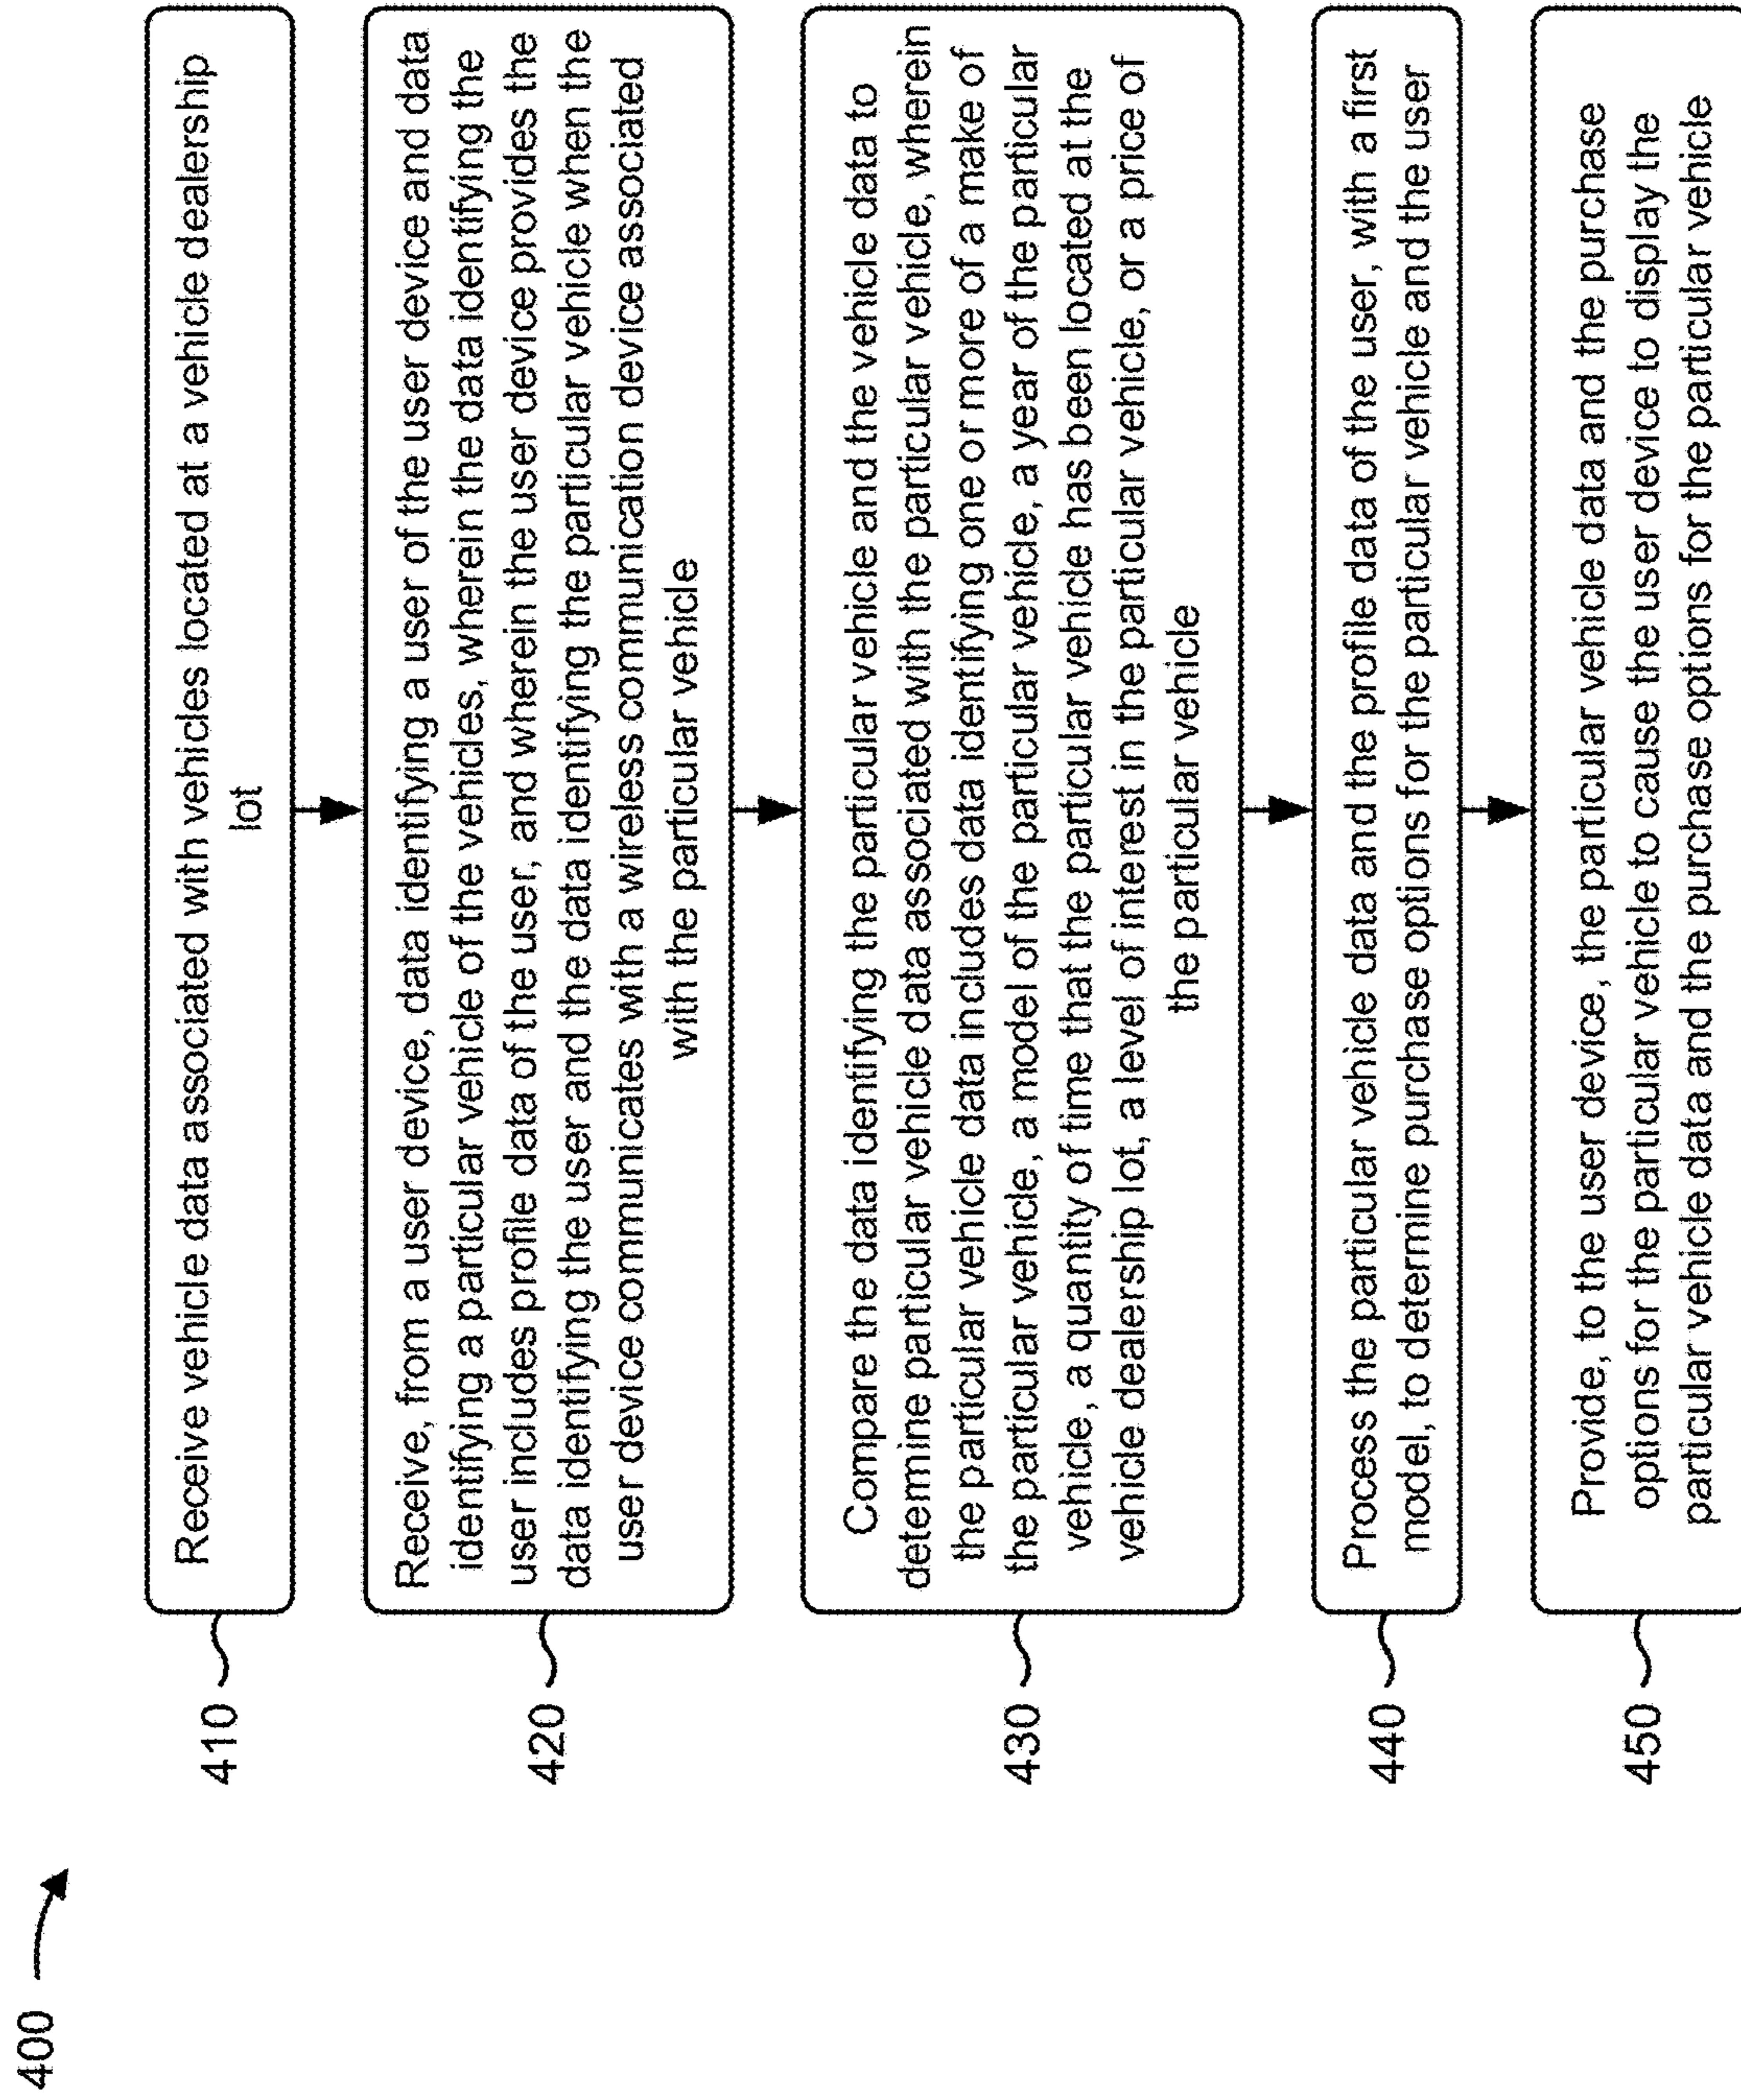 400
410
Receive vehicle data associated with vehicles located at a vehicle dealership
lot
420
Receive, from a user device, data identifying a user of the user device and data
identifying a particular vehicle of the vehicles, wherein the data identifying the
user includes profile data of the user, and wherein the user device provides the
data identifying the user and the data identifying the particular vehicle when the
user device communicates with a wireless communication device associated
with the particular vehicle
430
Compare the data identifying the particular vehicle and the vehicle data to
determine particular vehicle data associated with the particular vehicle, wherein
the particular vehicle data includes data identifying one or more of a make of
the particular vehicle, a model of the particular vehicle, a year of the particular
vehicle, a quantity of time that the particular vehicle has been located at the
vehicle dealership lot, a level of interest in the particular vehicle, or a price of
the particular vehicle
440
Process the particular vehicle data and the profile data of the user, with a first
model, to determine purchase options for the particular vehicle and the user
450
Provide, to the user device, the particular vehicle data and the purchase
options for the particular vehicle to cause the user device to display the
particular vehicle data and the purchase options for the particular vehicle